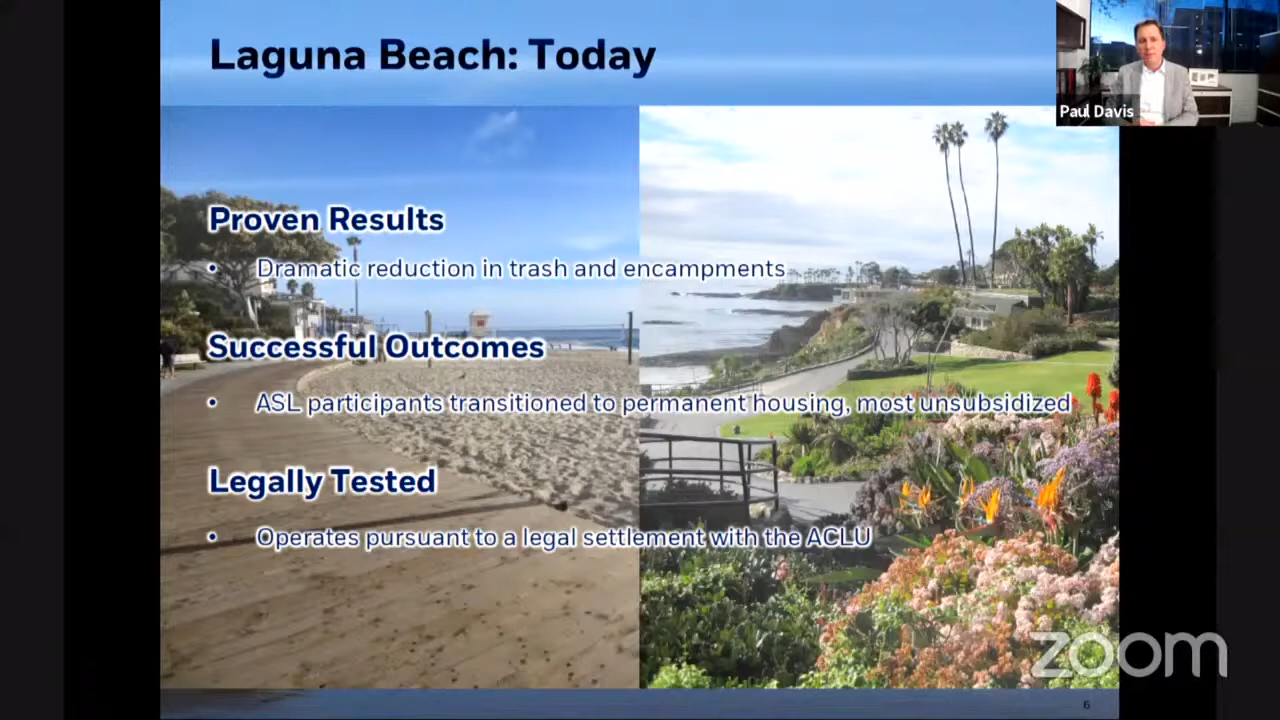 Laguna Beach: Today
Paul Davis
Proven Results
• Dramatic reduction in trash and encampments
Successful Outcomes
• ASL participants transitioned to permanent housing, most unsubsidized
Legally Tested
• Operates pursuant to a legal settlement with the ACLU
zoom
6